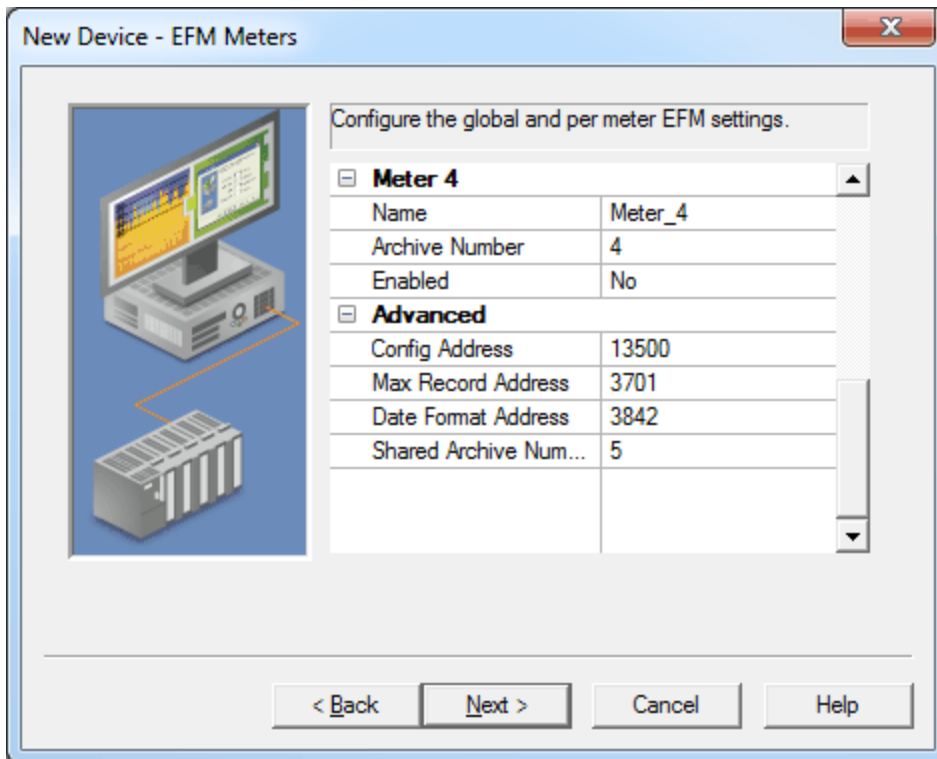 New Device - EFM Meters
Configure the global and per meter EFM settings.
Meter 4
Name Meter_4
Archive Number 4
Enabled No
Advanced
Config Address 13500
Max Record Address 3701
Date Format Address 3842
Shared Archive Num... 5
< Back Next > Cancel Help